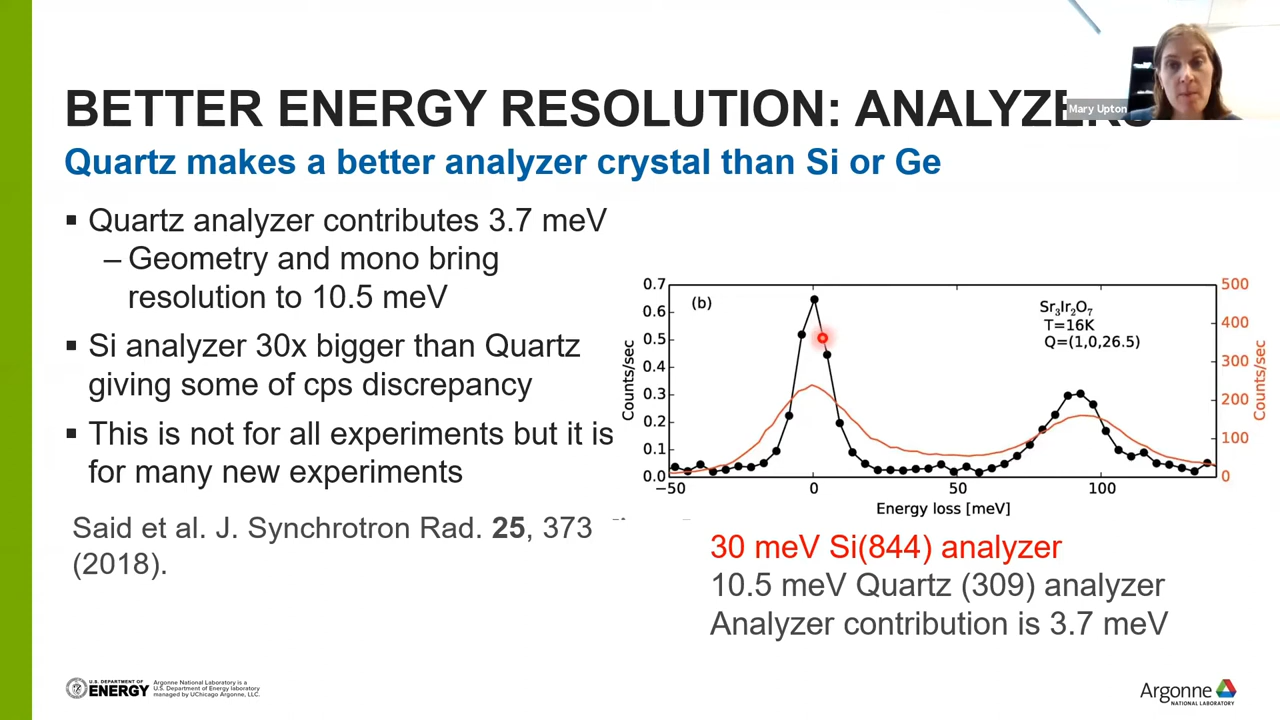 BETTER ENERGY RESOLUTION: ANALYZERS
Mary Upton
Quartz makes a better analyzer crystal than Si or Ge
▪ Quartz analyzer contributes 3.7 meV
– Geometry and mono bring
resolution to 10.5 meV
▪ Si analyzer 30x bigger than Quartz
giving some of cps discrepancy
▪ This is not for all experiments but it is
for many new experiments
Said et al. J. Synchrotron Rad. 25, 373
(2018).
(b)
Sr₃Ir₂O₇
T=16K
Q=(1,0,26.5)
0.7
0.6
0.5
0.4
0.3
0.2
0.1
0.0
Counts/sec
500
400
300
200
100
0
Counts/sec
−50 0 50 100
Energy loss [meV]
30 meV Si(844) analyzer
10.5 meV Quartz (309) analyzer
Analyzer contribution is 3.7 meV
U.S. DEPARTMENT OF
ENERGY
Argonne National Laboratory is a
U.S. Department of Energy laboratory
managed by UChicago Argonne, LLC.
Argonne
NATIONAL LABORATORY